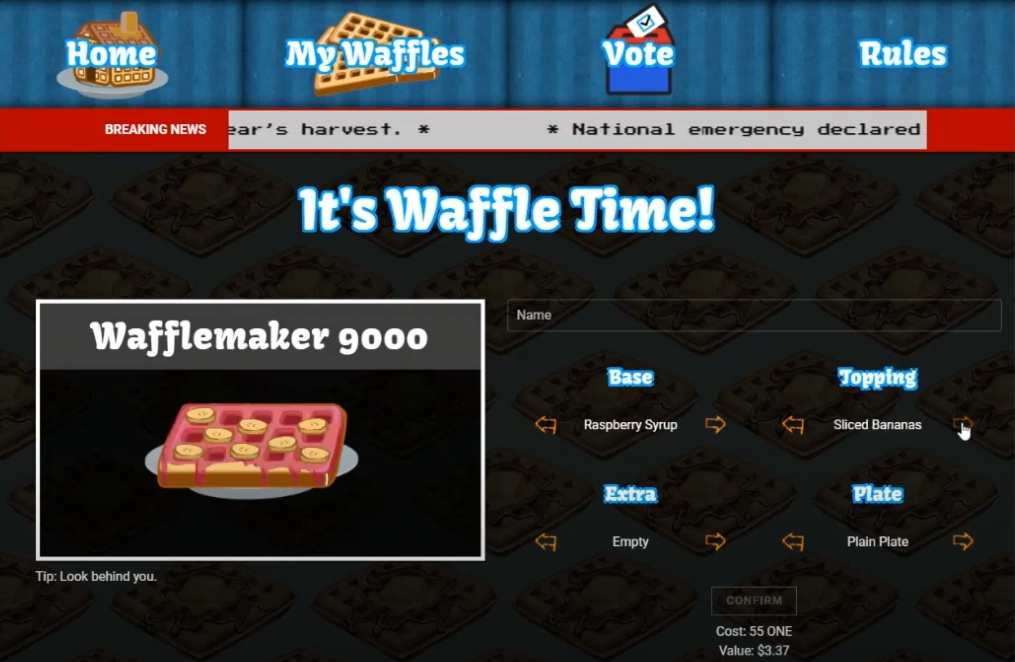 Home
My Waffles
Vote
Rules
BREAKING NEWS
ear's harvest. * * National emergency declared
It's Waffle Time!
Wafflemaker 9000
Name
Base
Topping
Raspberry Syrup
Sliced Bananas
Extra
Plate
Empty
Plain Plate
Tip: Look behind you.
CONFIRM
Cost: 55 ONE
Value: $3.37